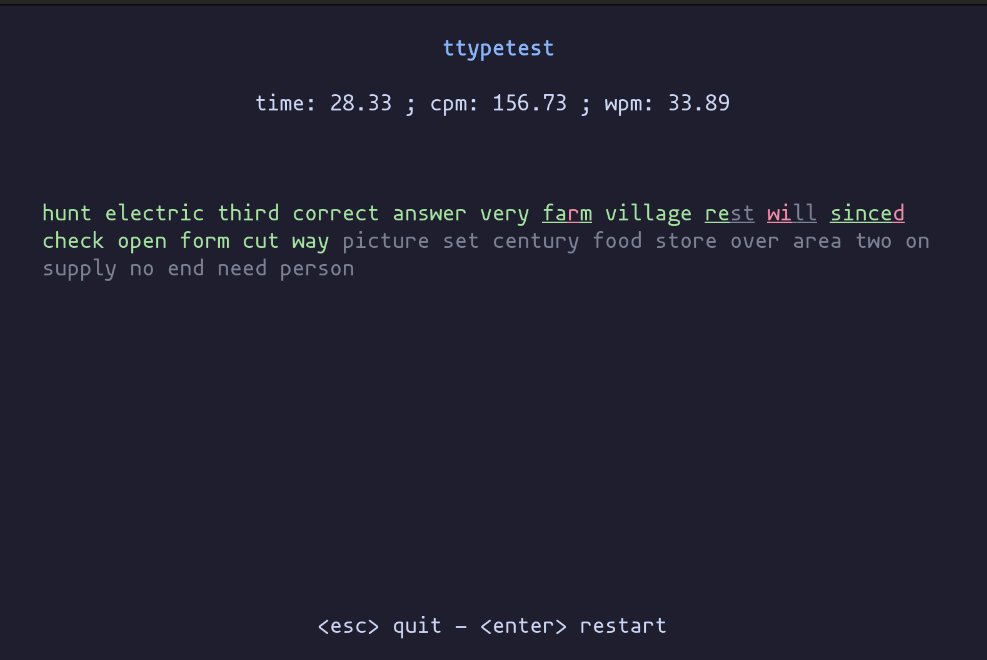 ttypetest
time: 28.33 ; cpm: 156.73 ; wpm: 33.89
hunt electric third correct answer very farm village rest will sinced
check open form cut way picture set century food store over area two on
supply no end need person
<esc> quit – <enter> restart